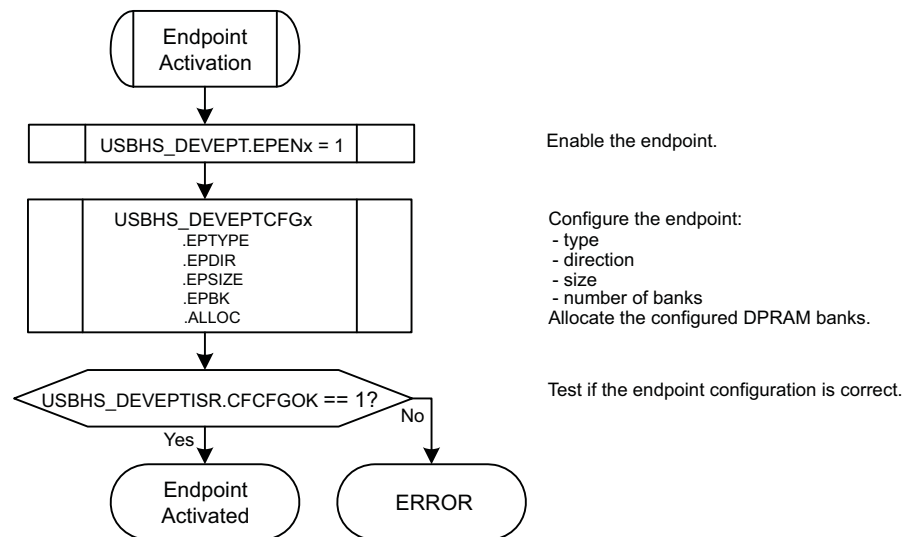 Endpoint
Activation
USBHS_DEVEPT.EPENx = 1
Enable the endpoint.
USBHS_DEVEPTCFGx
.EPTYPE
.EPDIR
.EPSIZE
.EPBK
.ALLOC
Configure the endpoint:
- type
- direction
- size
- number of banks
Allocate the configured DPRAM banks.
USBHS_DEVEPTISR.CFCFGOK == 1?
Test if the endpoint configuration is correct.
No
Yes
Endpoint
Activated
ERROR